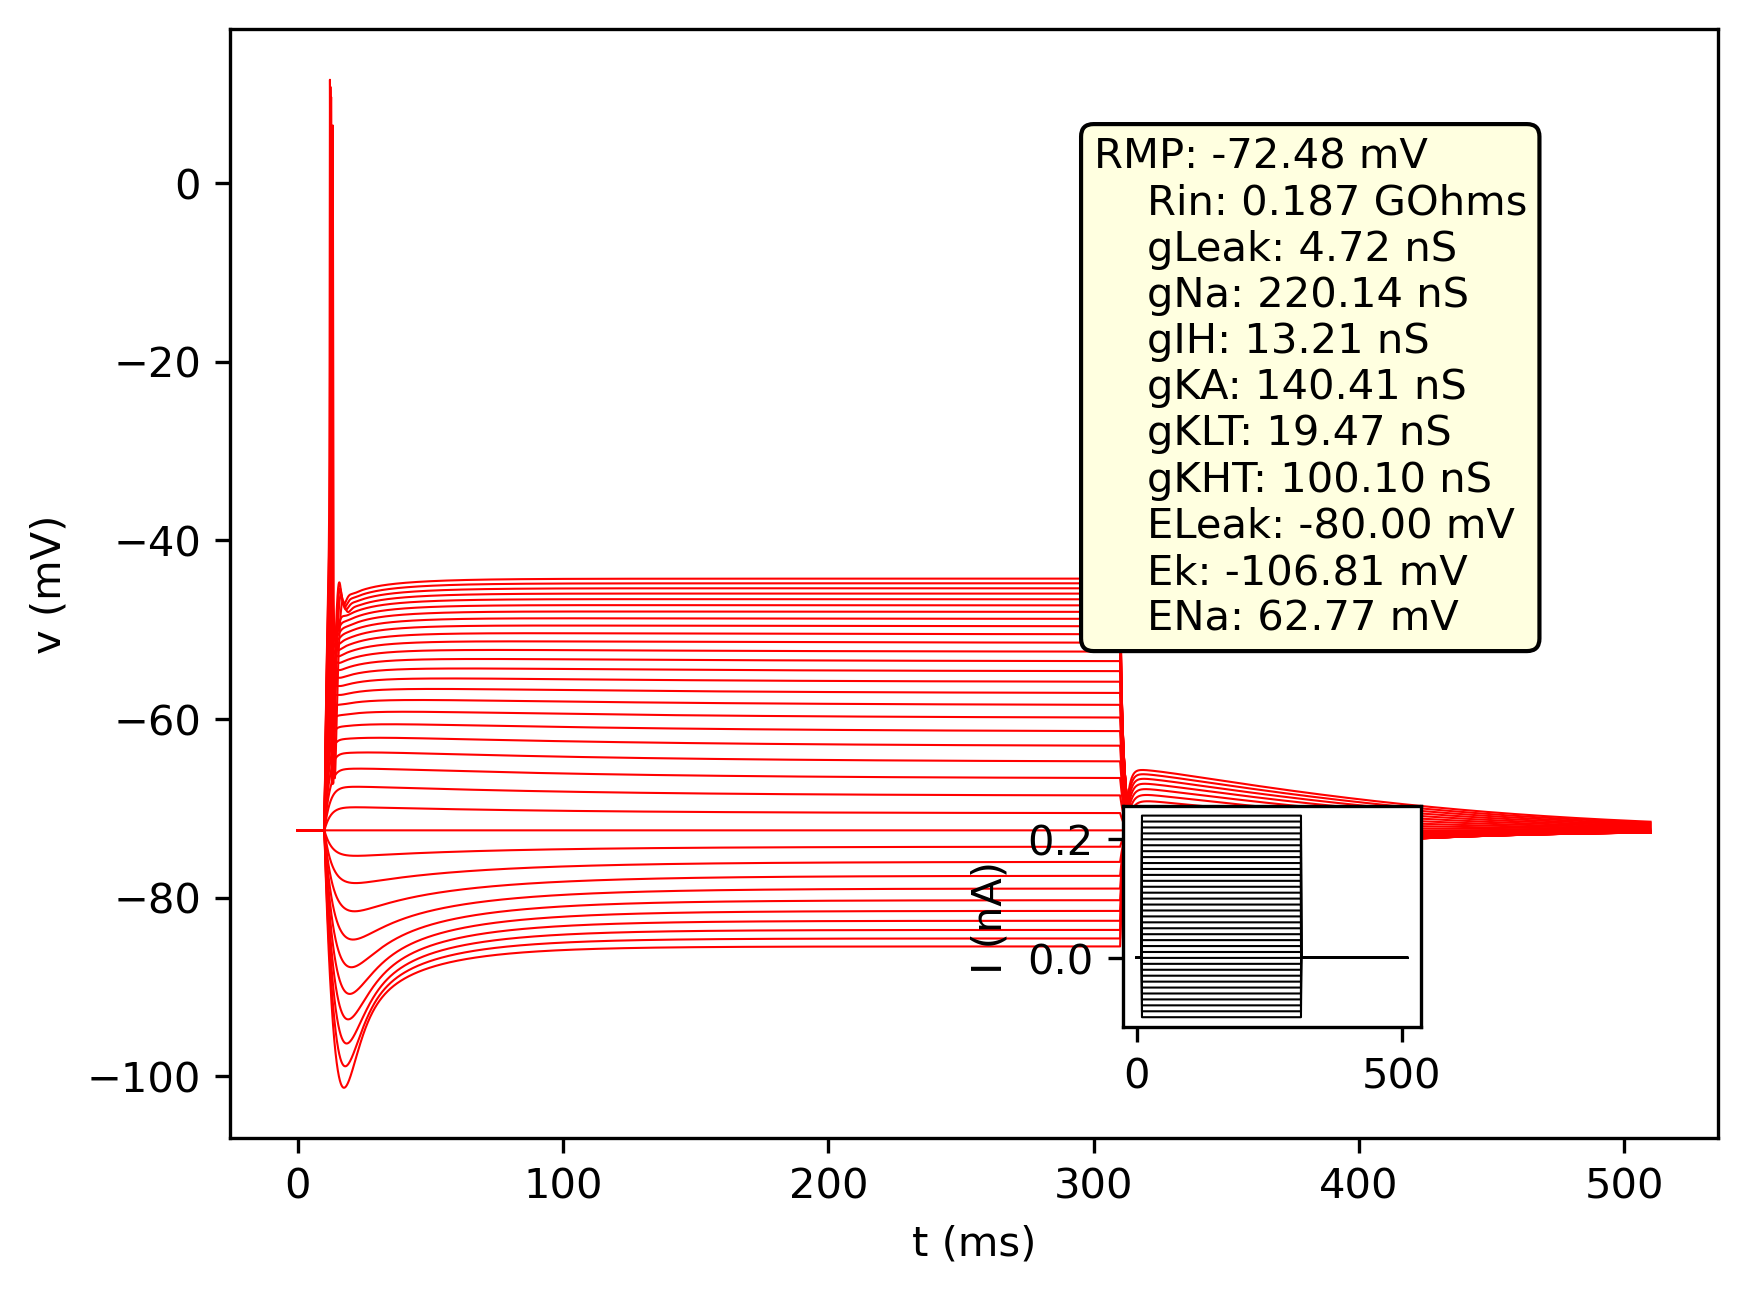 0
−20
−40
−60
−80
−100
v (mV)
0
100
200
300
400
500
t (ms)
RMP: -72.48 mV
Rin: 0.187 GOhms
gLeak: 4.72 nS
gNa: 220.14 nS
gIH: 13.21 nS
gKA: 140.41 nS
gKLT: 19.47 nS
gKHT: 100.10 nS
ELeak: -80.00 mV
Ek: -106.81 mV
ENa: 62.77 mV
0.2
0.0
I (nA)
0
500